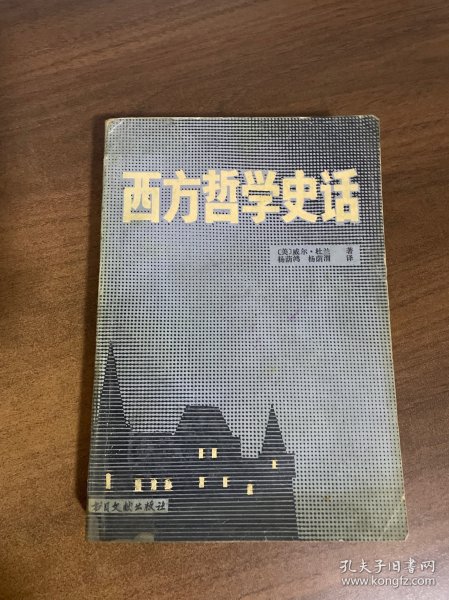 西方哲学史话
〔美〕威尔·杜兰 著
杨荫鸿 杨荫渭 译
书目文献出版社
孔夫子旧书网
www.kongfz.com